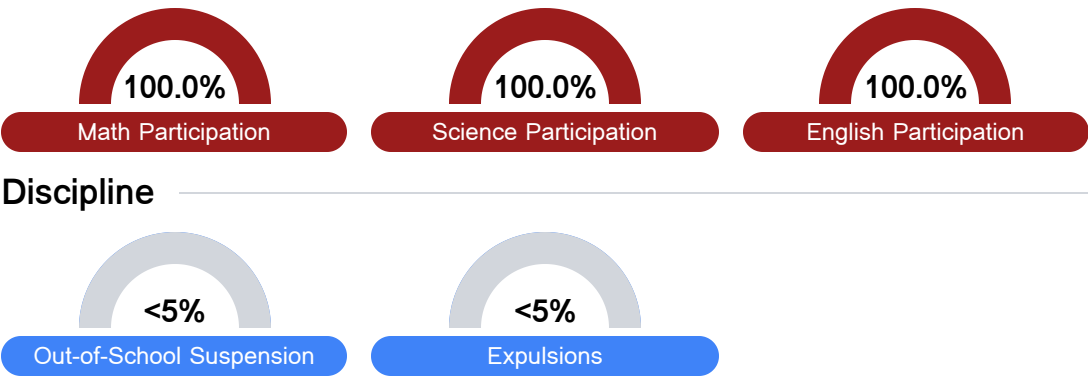 100.0% 100.0% 100.0%
Math Participation Science Participation English Participation
Discipline
<5% <5%
Out-of-School Suspension Expulsions